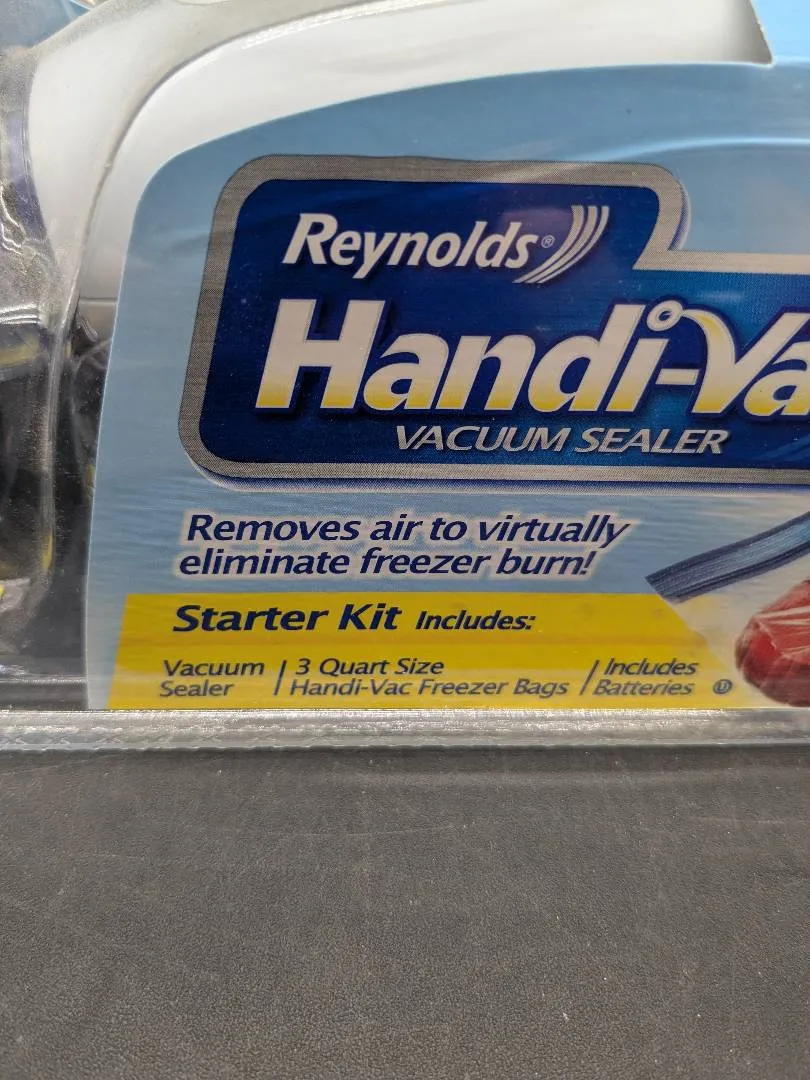 Reynolds®
Handi-Va
VACUUM SEALER
Removes air to virtually
eliminate freezer burn!
Starter Kit Includes:
Vacuum
Sealer
3 Quart Size
Handi-Vac Freezer Bags
Includes
Batteries